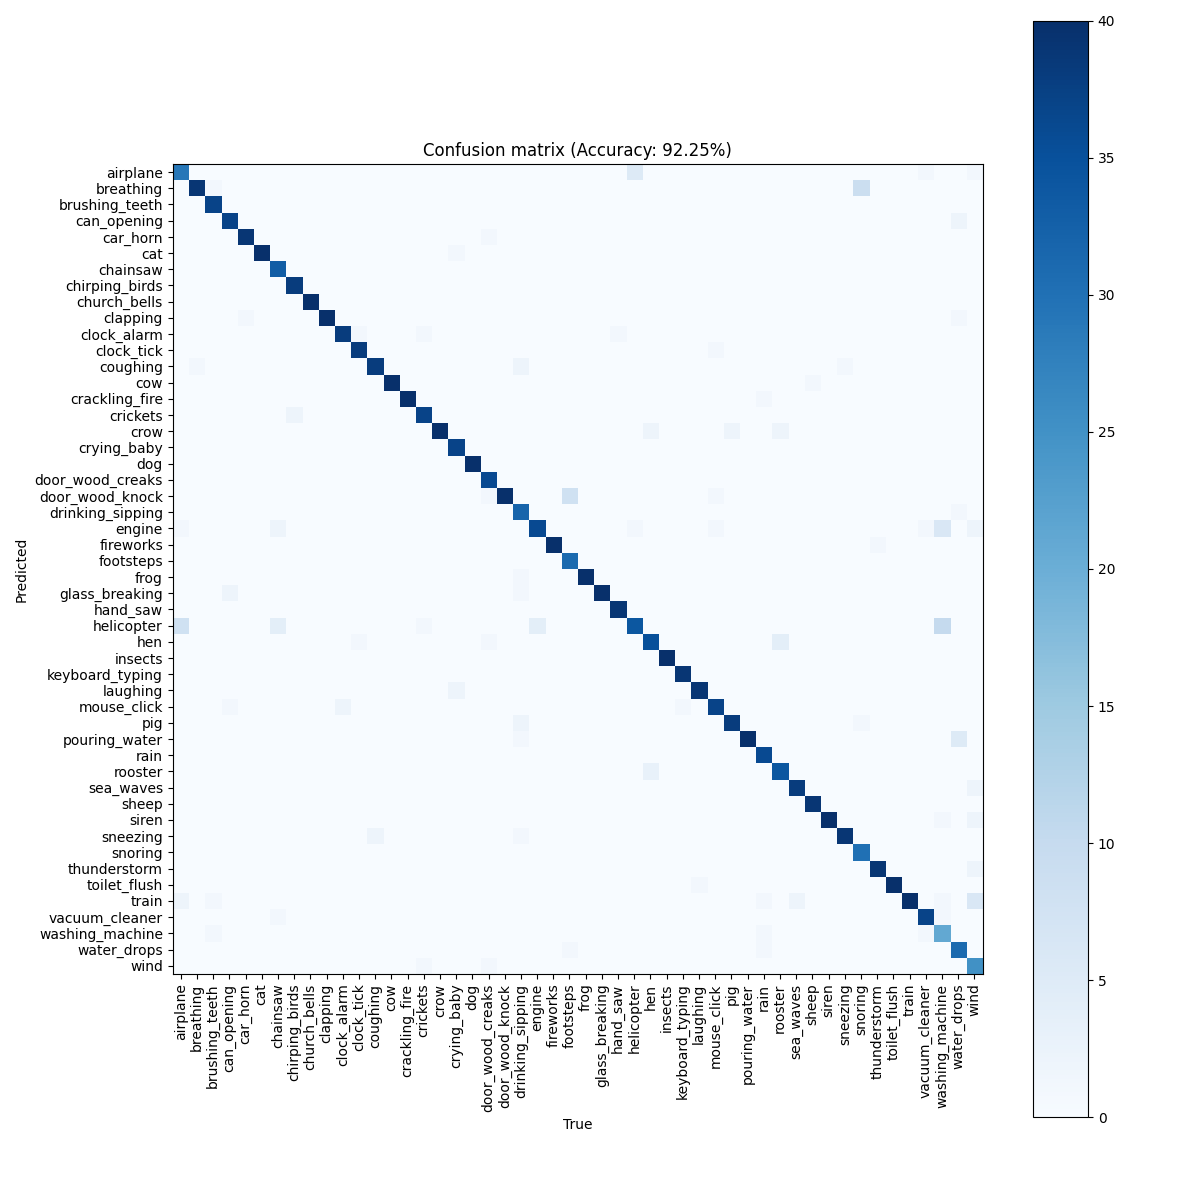 Confusion matrix (Accuracy: 92.25%)
Predicted
airplane
breathing
brushing_teeth
can_opening
car_horn
cat
chainsaw
chirping_birds
church_bells
clapping
clock_alarm
clock_tick
coughing
cow
crackling_fire
crickets
crow
crying_baby
dog
door_wood_creaks
door_wood_knock
drinking_sipping
engine
fireworks
footsteps
frog
glass_breaking
hand_saw
helicopter
hen
insects
keyboard_typing
laughing
mouse_click
pig
pouring_water
rain
rooster
sea_waves
sheep
siren
sneezing
snoring
thunderstorm
toilet_flush
train
vacuum_cleaner
washing_machine
water_drops
wind
airplane
breathing
brushing_teeth
can_opening
car_horn
cat
chainsaw
chirping_birds
church_bells
clapping
clock_alarm
clock_tick
coughing
cow
crackling_fire
crickets
crow
crying_baby
dog
door_wood_creaks
door_wood_knock
drinking_sipping
engine
fireworks
footsteps
frog
glass_breaking
hand_saw
helicopter
hen
insects
keyboard_typing
laughing
mouse_click
pig
pouring_water
rain
rooster
sea_waves
sheep
siren
sneezing
snoring
thunderstorm
toilet_flush
train
vacuum_cleaner
washing_machine
water_drops
wind
True
40
35
30
25
20
15
10
5
0